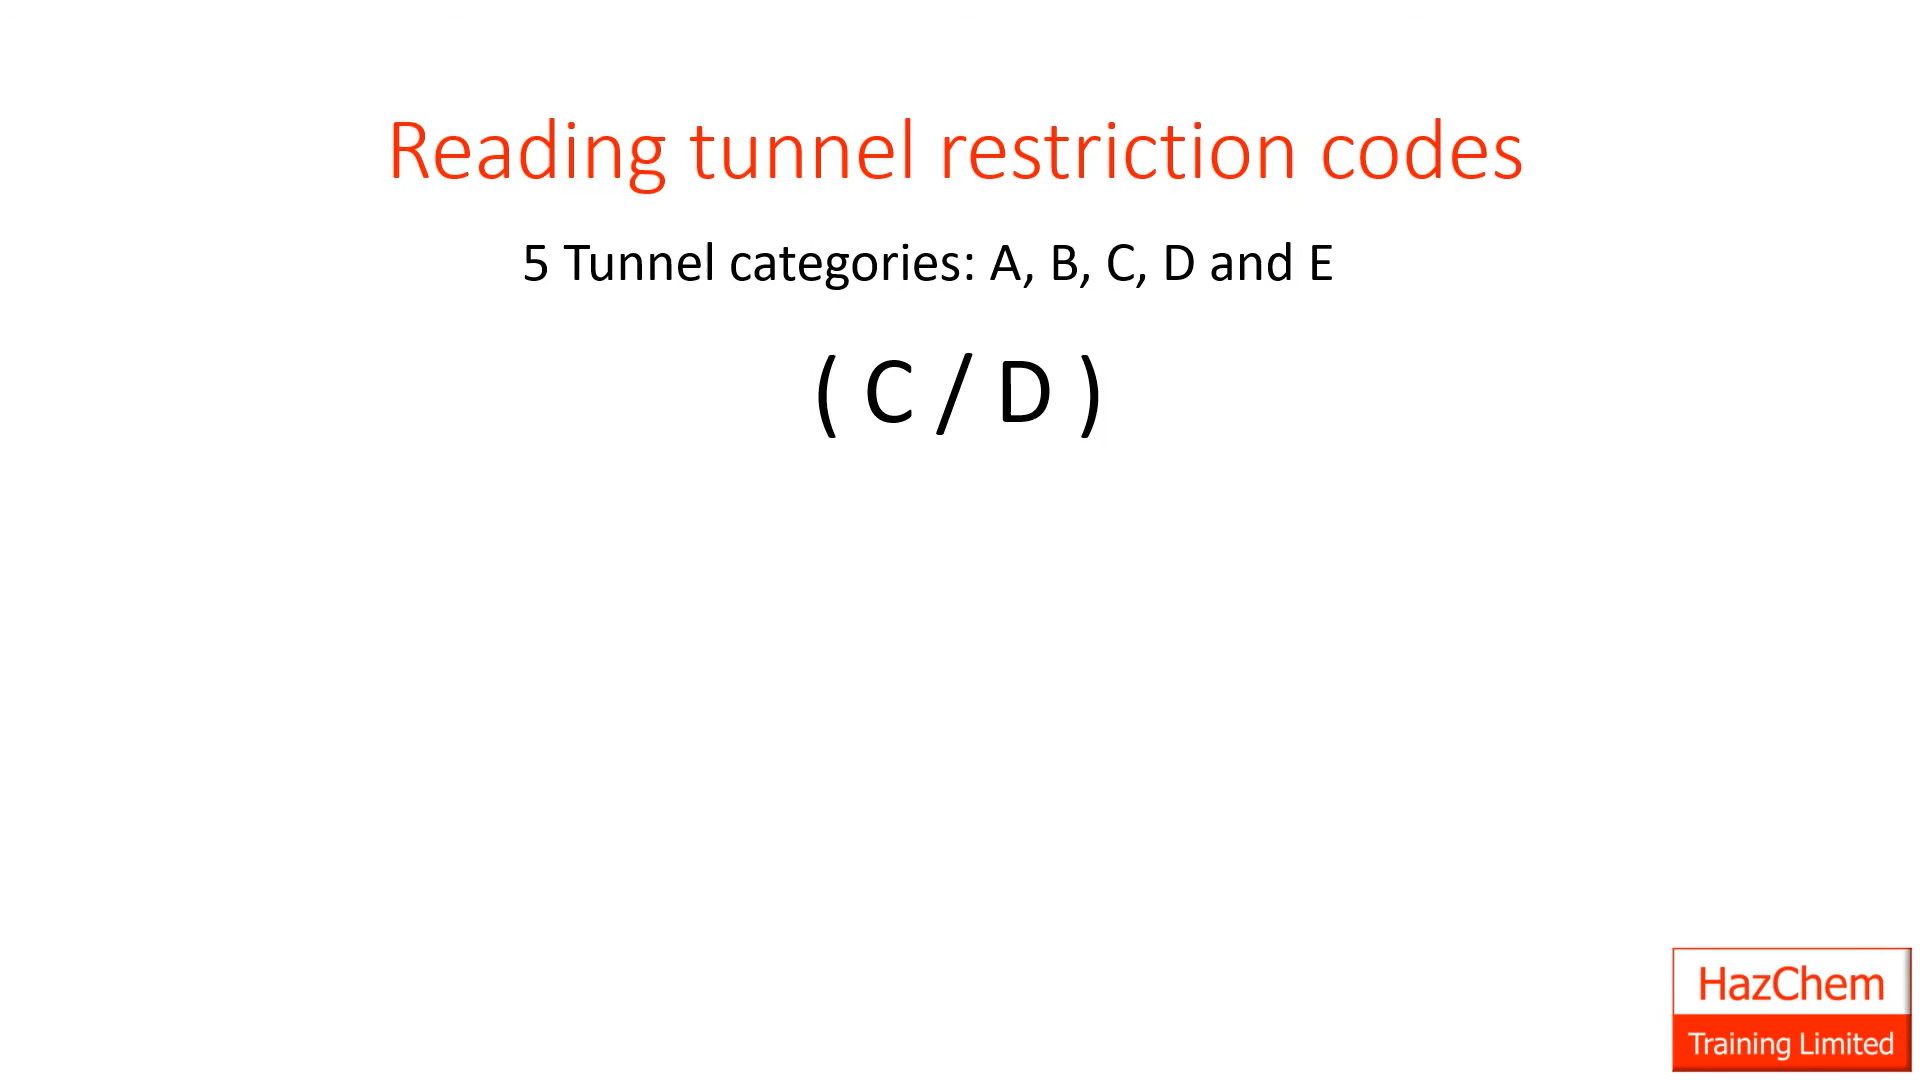 Reading tunnel restriction codes
5 Tunnel categories: A, B, C, D and E
( C / D )
HazChem
Training Limited